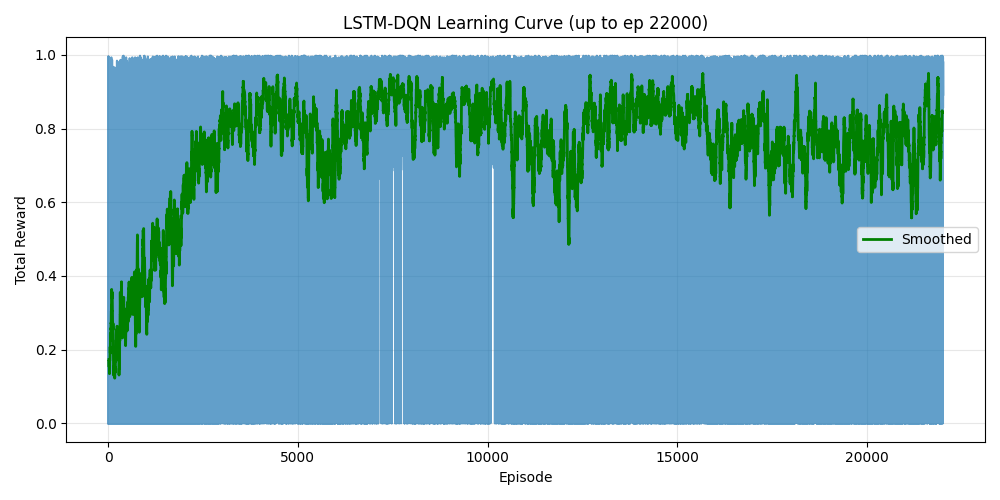 LSTM-DQN Learning Curve (up to ep 22000)
1.0
0.8
0.6
0.4
0.2
0.0
Total Reward
Smoothed
0 5000 10000 15000 20000
Episode